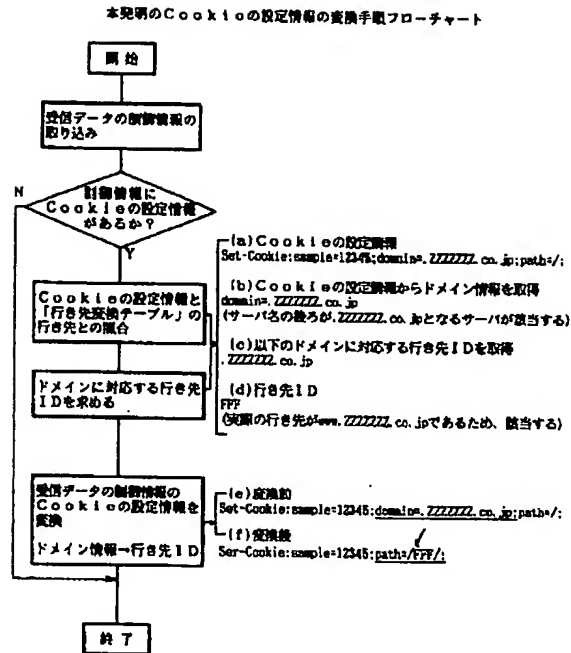 本発明のCookieの設定情報の変換手順フローチャート
開始
受信データの制御情報の
取り込み
N
制御情報に
Cookieの設定情報
があるか?
Y
Cookieの設定情報と
「行き先変換テーブル」の
行き先との照合
ドメインに対応する行き先
IDを求める
(a)Cookieの設定情報
Set-Cookie:sample=12345;domain=.ZZZZZZZ.co.jp;path=/;
(b)Cookieの設定情報からドメイン情報を取得
domain=.ZZZZZZZ.co.jp
(サーバ名の後ろが.ZZZZZZZ.co.jpとなるサーバが該当する)
(c)以下のドメインに対応する行き先IDを取得
.ZZZZZZZ.co.jp
(d)行き先ID
FFF
(実際の行き先がwww.ZZZZZZZ.co.jpであるため、該当する)
受信データの制御情報の
Cookieの設定情報を
変換
ドメイン情報→行き先ID
(e)変換前
Set-Cookie:sample=12345;domain=.ZZZZZZZ.co.jp;path=/;
(f)変換後
Ser-Cookie:sample=12345;path=/FFF/;
終了